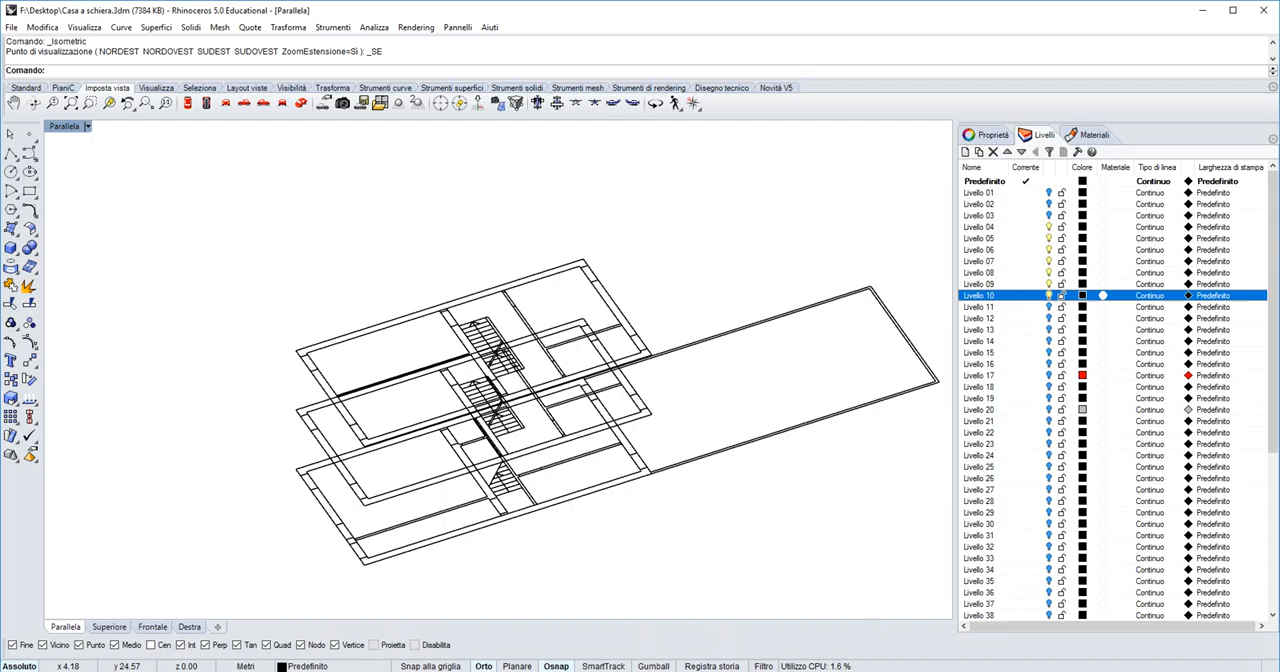 F:\Desktop\Casa a schiera.3dm (7384 KB) - Rhinoceros 5.0 Educational - [Parallela]
File Modifica Visualizza Curve Superfici Solidi Mesh Quote Trasforma Strumenti Analizza Rendering Pannelli Aiuti
Comando: _Isometric
Punto di visualizzazione ( NORDEST NORDOVEST SUDEST SUDOVEST ZoomEstensione=Sì ): _SE
Comando:
Standard PianiC Imposta vista Visualizza Seleziona Layout viste Visibilità Trasforma Strumenti curve Strumenti superfici Strumenti solidi Strumenti mesh Strumenti di rendering Disegno tecnico Novità V5
Parallela
Proprietà Livelli Materiali
Nome Corrente Colore Materiale Tipo di linea Larghezza di stampa
Predefinito Continuo Predefinito
Livello 01 Continuo Predefinito
Livello 02 Continuo Predefinito
Livello 03 Continuo Predefinito
Livello 04 Continuo Predefinito
Livello 05 Continuo Predefinito
Livello 06 Continuo Predefinito
Livello 07 Continuo Predefinito
Livello 08 Continuo Predefinito
Livello 09 Continuo Predefinito
Livello 10 Continuo Predefinito
Livello 11 Continuo Predefinito
Livello 12 Continuo Predefinito
Livello 13 Continuo Predefinito
Livello 14 Continuo Predefinito
Livello 15 Continuo Predefinito
Livello 16 Continuo Predefinito
Livello 17 Continuo Predefinito
Livello 18 Continuo Predefinito
Livello 19 Continuo Predefinito
Livello 20 Continuo Predefinito
Livello 21 Continuo Predefinito
Livello 22 Continuo Predefinito
Livello 23 Continuo Predefinito
Livello 24 Continuo Predefinito
Livello 25 Continuo Predefinito
Livello 26 Continuo Predefinito
Livello 27 Continuo Predefinito
Livello 28 Continuo Predefinito
Livello 29 Continuo Predefinito
Livello 30 Continuo Predefinito
Livello 31 Continuo Predefinito
Livello 32 Continuo Predefinito
Livello 33 Continuo Predefinito
Livello 34 Continuo Predefinito
Livello 35 Continuo Predefinito
Livello 36 Continuo Predefinito
Livello 37 Continuo Predefinito
Livello 38 Continuo Predefinito
Parallela Superiore Frontale Destra
Fine Vicino Punto Medio Cen Int Perp Tan Quad Nodo Vertice Proietta Disabilita
Assoluto x 4.18 y 24.57 z 0.00 Metri Predefinito Snap alla griglia Orto Planare Osnap SmartTrack Gumball Registra storia Filtro Utilizzo CPU: 1.6 %